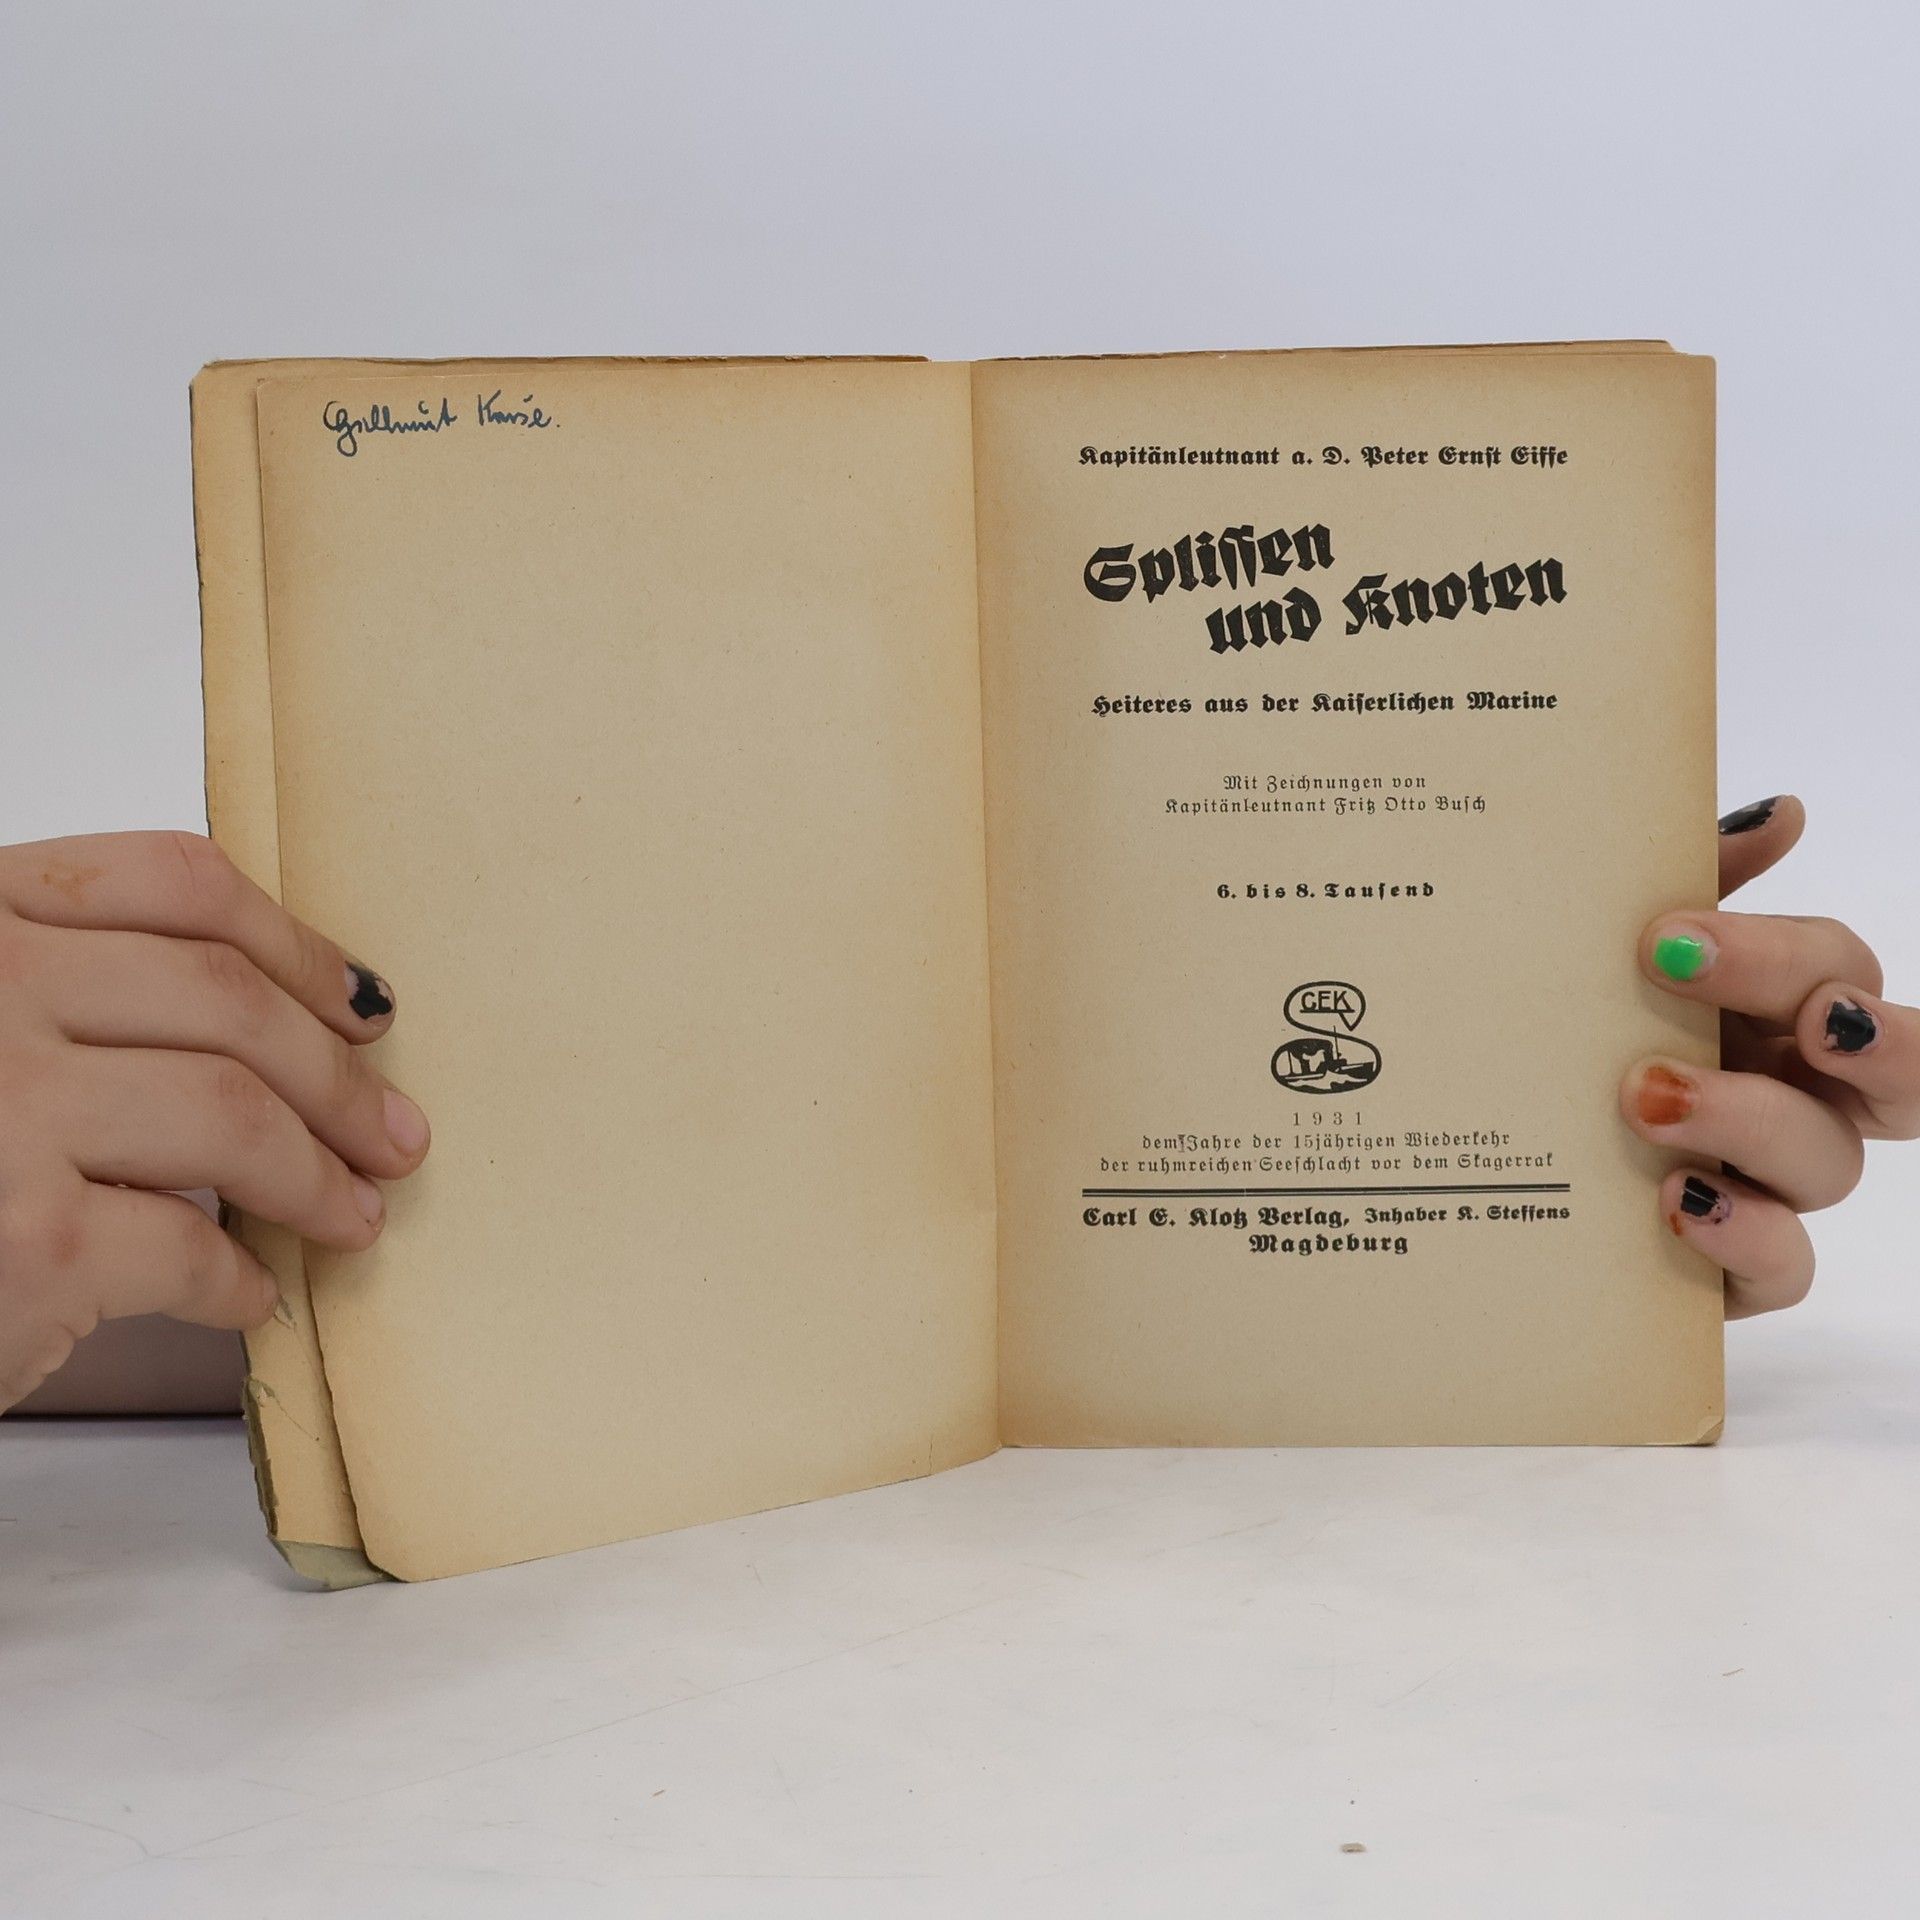 Kapitänleutnant a. D. Peter Ernst Eiffe
Splissen
und Knoten
Heiteres aus der Kaiserlichen Marine
Mit Zeichnungen von
Kapitänleutnant Fritz Otto Busch
6. bis 8. Tausend
CEK
1931
dem Jahre der 15jährigen Wiederkehr
der ruhmreichen Seeschlacht vor dem Skagerrak
Carl E. Klotz Verlag, Inhaber K. Steffens
Magdeburg